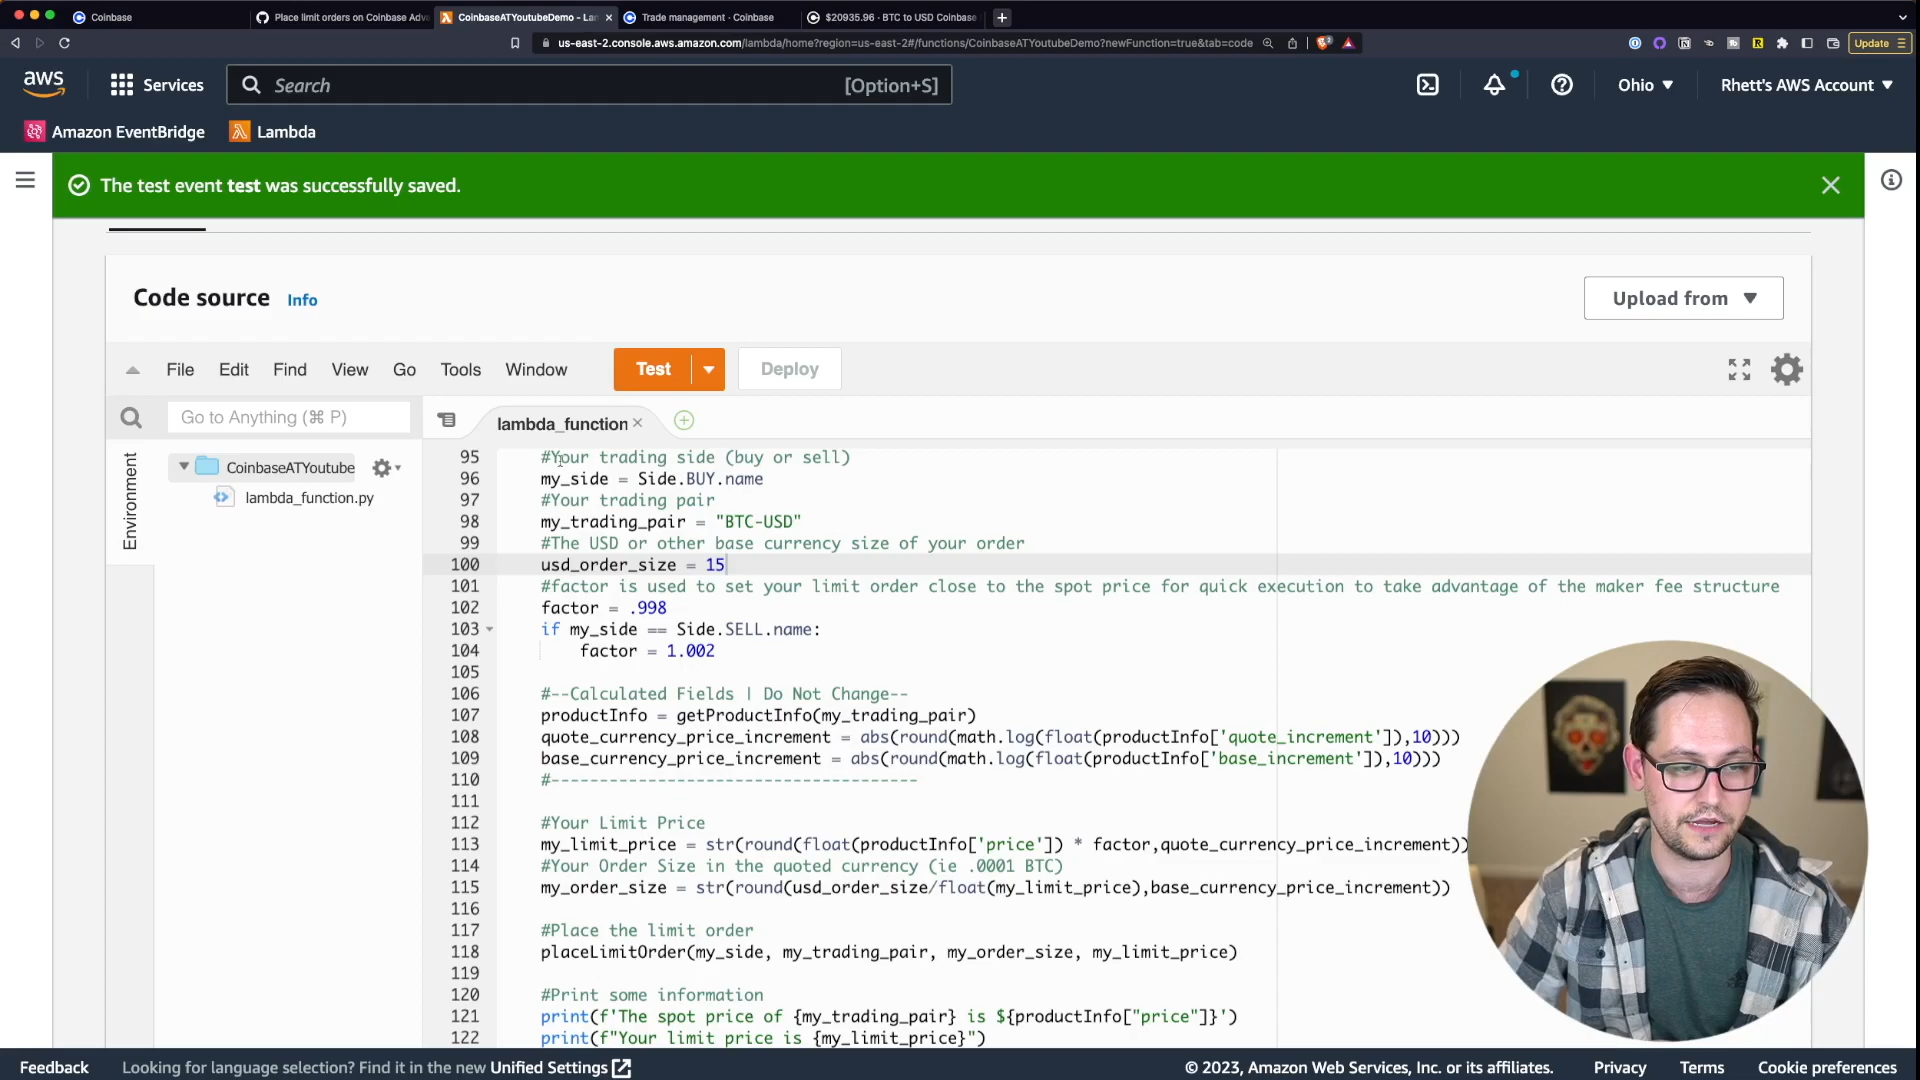 Coinbase
Place limit orders on Coinbase Adv
CoinbaseATYoutubeDemo - La
Trade management · Coinbase
$20935.96 · BTC to USD Coinbase
us-east-2.console.aws.amazon.com/lambda/home?region=us-east-2#/functions/CoinbaseATYoutubeDemo?newFunction=true&tab=code
Update
aws
Services
Search
[Option+S]
Ohio
Rhett's AWS Account
Amazon EventBridge
Lambda
The test event test was successfully saved.
Code source
Info
Upload from
File Edit Find View Go Tools Window
Test
Deploy
Go to Anything (⌘ P)
lambda_function
Environment
CoinbaseATYoutube
lambda_function.py
95 #Your trading side (buy or sell)
96 my_side = Side.BUY.name
97 #Your trading pair
98 my_trading_pair = "BTC-USD"
99 #The USD or other base currency size of your order
100 usd_order_size = 15
101 #factor is used to set your limit order close to the spot price for quick execution to take advantage of the maker fee structure
102 factor = .998
103 if my_side == Side.SELL.name:
104 factor = 1.002
105
106 #--Calculated Fields | Do Not Change--
107 productInfo = getProductInfo(my_trading_pair)
108 quote_currency_price_increment = abs(round(math.log(float(productInfo['quote_increment']),10)))
109 base_currency_price_increment = abs(round(math.log(float(productInfo['base_increment']),10)))
110 #-----------------------------------
111
112 #Your Limit Price
113 my_limit_price = str(round(float(productInfo['price']) * factor,quote_currency_price_increment))
114 #Your Order Size in the quoted currency (ie .0001 BTC)
115 my_order_size = str(round(usd_order_size/float(my_limit_price),base_currency_price_increment))
116
117 #Place the limit order
118 placeLimitOrder(my_side, my_trading_pair, my_order_size, my_limit_price)
119
120 #Print some information
121 print(f'The spot price of {my_trading_pair} is ${productInfo["price"]}')
122 print(f"Your limit price is {my_limit_price}")
Feedback
Looking for language selection? Find it in the new Unified Settings
© 2023, Amazon Web Services, Inc. or its affiliates.
Privacy
Terms
Cookie preferences